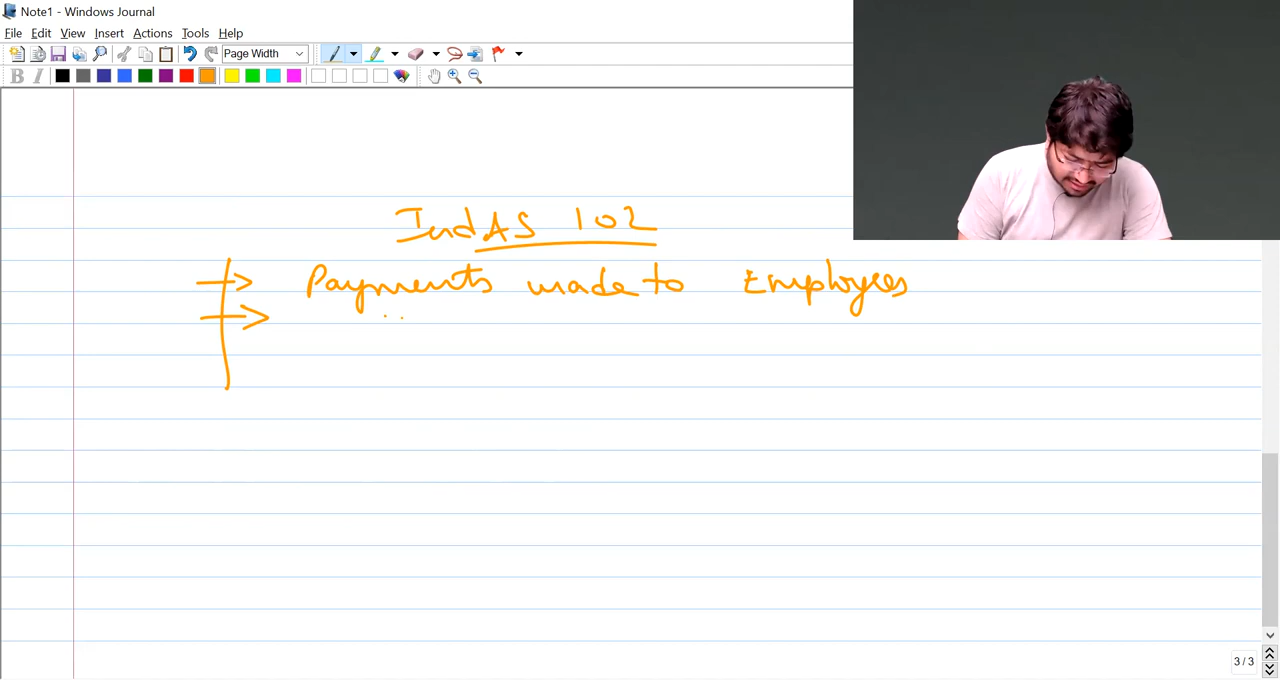 Note1 - Windows Journal
File Edit View Insert Actions Tools Help
Page Width
B I
IndAS 102
Payments made to Employees
3 / 3